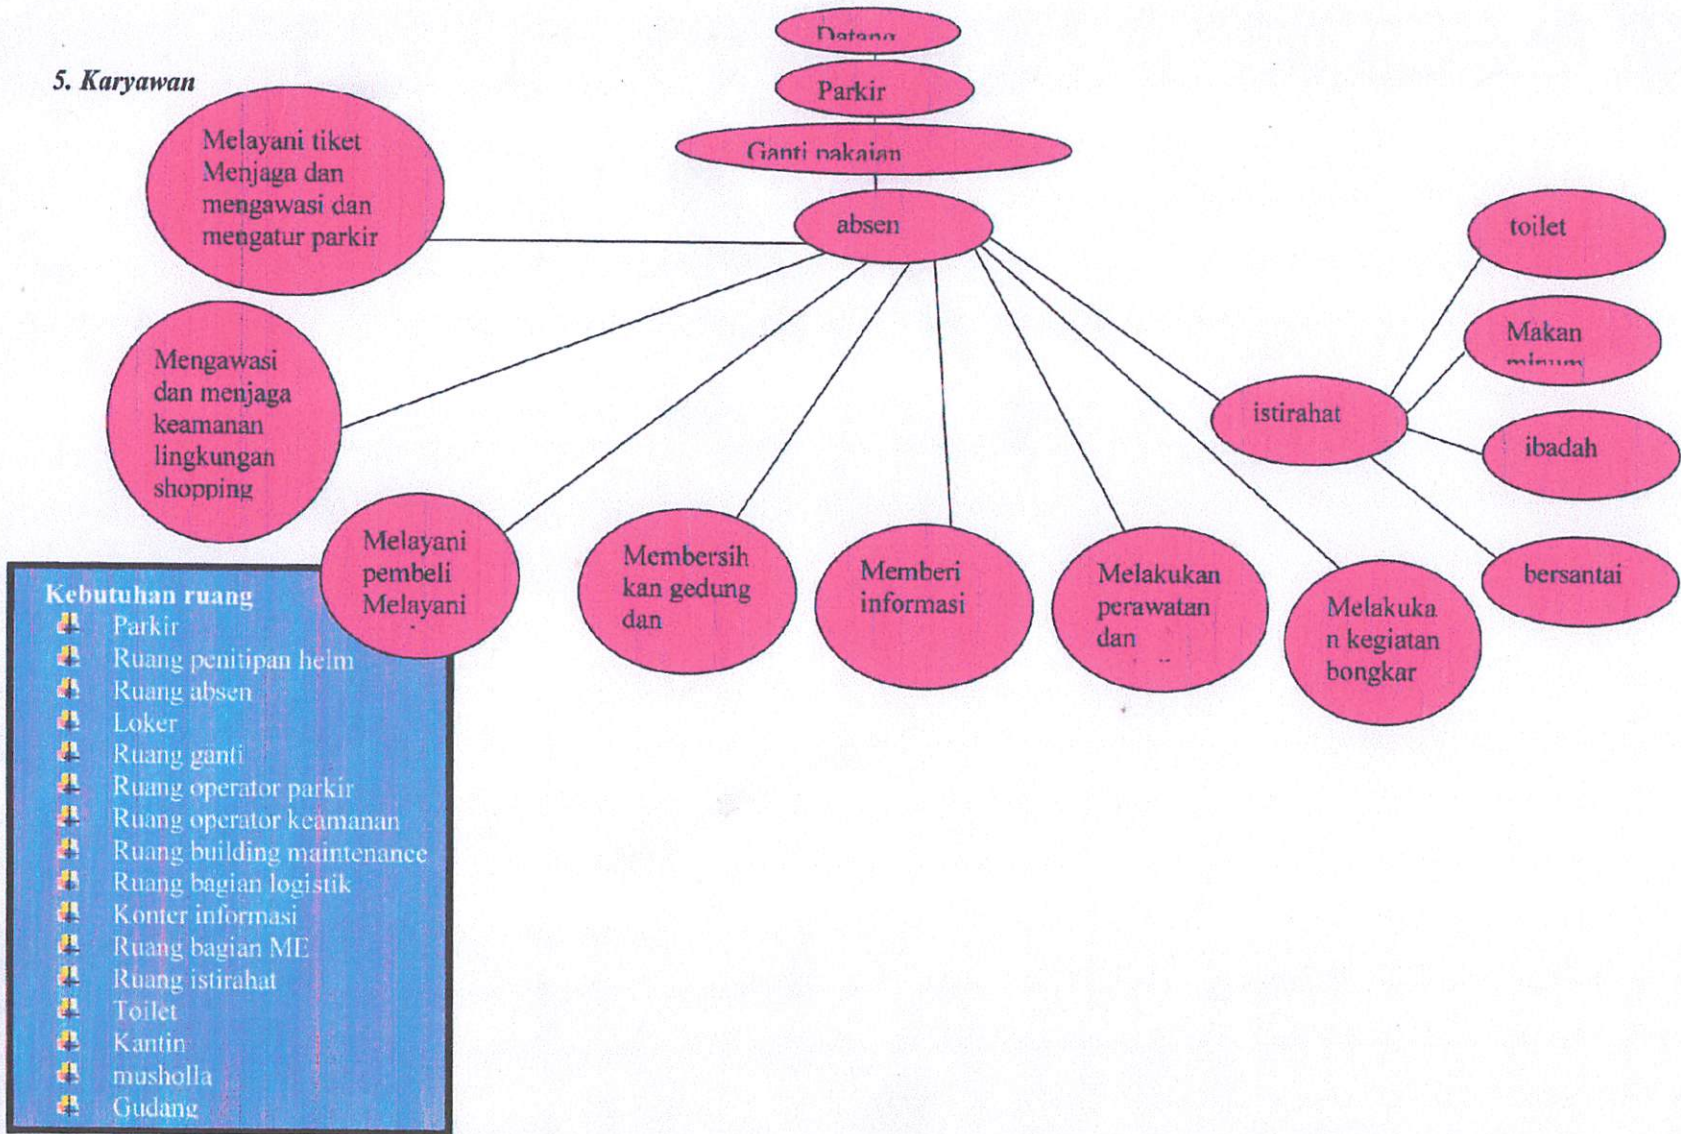 5. Karyawan
Datang
Parkir
Ganti pakaian
absen
Melayani tiket
Menjaga dan
mengawasi dan
mengatur parkir
Mengawasi
dan menjaga
keamanan
lingkungan
shopping
Melayani
pembeli
Melayani
Membersih
kan gedung
dan
Memberi
informasi
Melakukan
perawatan
dan
Melakuka
n kegiatan
bongkar
istirahat
toilet
Makan
minum
ibadah
bersantai
Kebutuhan ruang
Parkir
Ruang penitipan helm
Ruang absen
Loker
Ruang ganti
Ruang operator parkir
Ruang operator keamanan
Ruang building maintenance
Ruang bagian logistik
Konter informasi
Ruang bagian ME
Ruang istirahat
Toilet
Kantin
musholla
Gudang